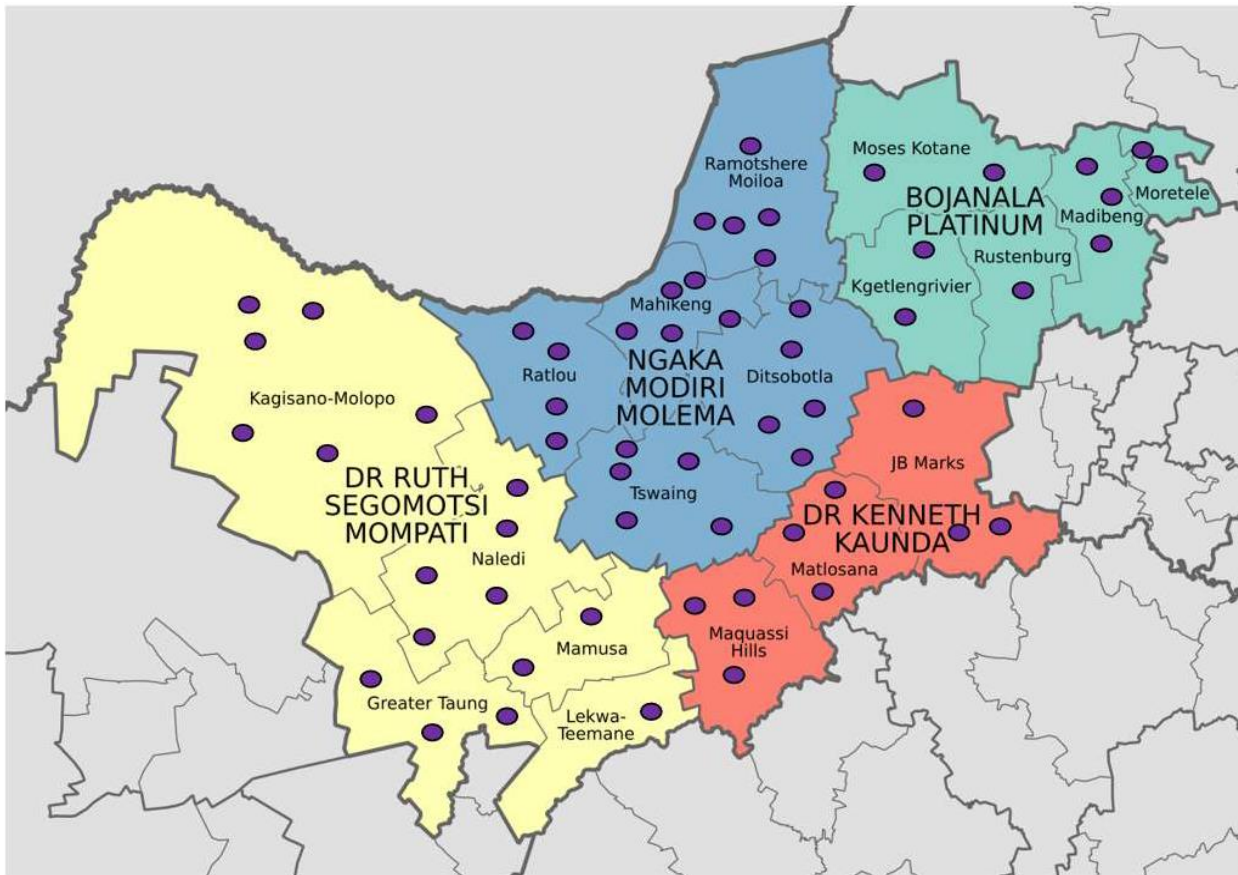 Ramotshere
Moiloa
Moses Kotane
Moretele
BOJANALA
PLATINUM
Madibeng
Rustenburg
Kgetlengrivier
Mahikeng
Ratlou
NGAKA
MODIRI
MOLEMA
Ditsobotla
Kagisano-Molopo
JB Marks
DR RUTH
SEGOMOTSI
MOMPATI
Tswaing
DR KENNETH
KAUNDA
Naledi
Matlosana
Mamusa
Maquassi
Hills
Greater Taung
Lekwa-
Teemane